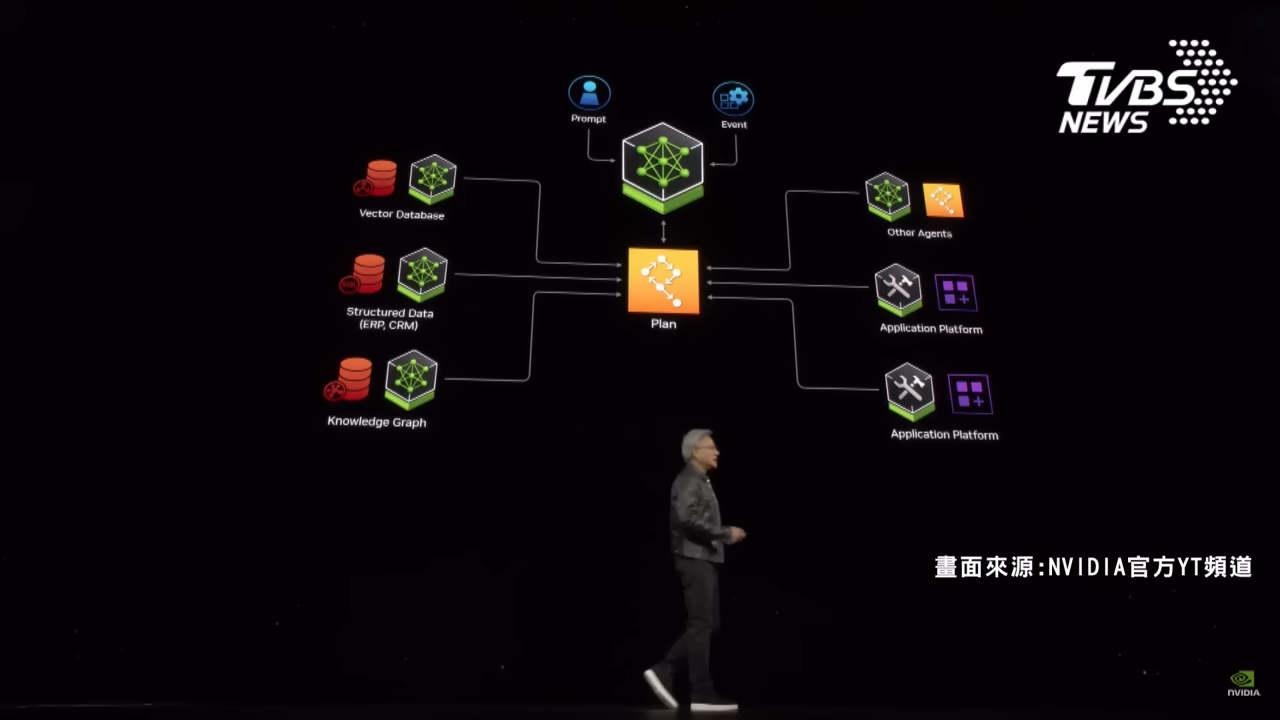 TVBS
NEWS
Prompt
Event
Vector Database
Other Agents
Structured Data
(ERP, CRM)
Plan
Application Platform
Knowledge Graph
Application Platform
畫面來源:NVIDIA官方YT頻道
NVIDIA